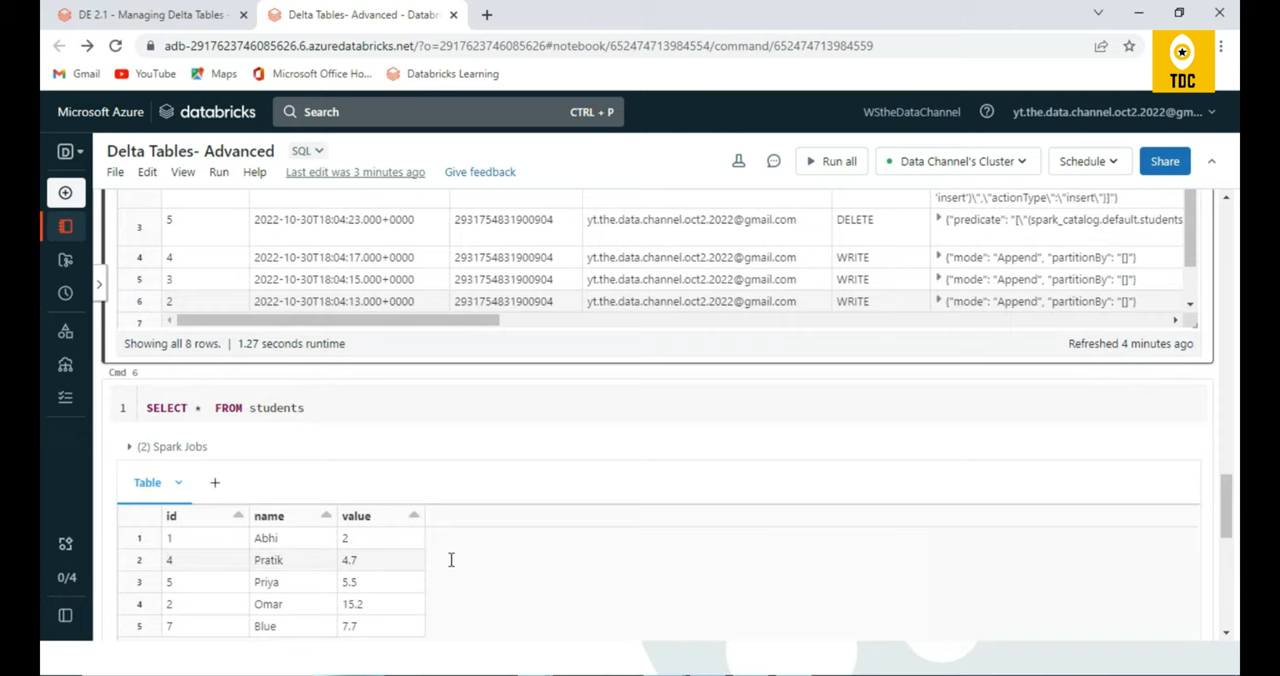 DE 2.1 - Managing Delta Tables -
Delta Tables- Advanced - Databri
adb-2917623746085626.6.azuredatabricks.net/?o=2917623746085626#notebook/652474713984554/command/652474713984559
Gmail YouTube Maps Microsoft Office Ho... Databricks Learning
TDC
Microsoft Azure databricks Search CTRL + P WStheDataChannel yt.the.data.channel.oct2.2022@gm...
Delta Tables- Advanced SQL
File Edit View Run Help Last edit was 3 minutes ago Give feedback
Run all Data Channel's Cluster Schedule Share
'insert')\",\"actionType\":\"insert\"}]"}
3 5 2022-10-30T18:04:23.000+0000 2931754831900904 yt.the.data.channel.oct2.2022@gmail.com DELETE {"predicate": "[\"(spark_catalog.default.students
4 4 2022-10-30T18:04:17.000+0000 2931754831900904 yt.the.data.channel.oct2.2022@gmail.com WRITE {"mode": "Append", "partitionBy": "[]"}
5 3 2022-10-30T18:04:15.000+0000 2931754831900904 yt.the.data.channel.oct2.2022@gmail.com WRITE {"mode": "Append", "partitionBy": "[]"}
6 2 2022-10-30T18:04:13.000+0000 2931754831900904 yt.the.data.channel.oct2.2022@gmail.com WRITE {"mode": "Append", "partitionBy": "[]"}
7
Showing all 8 rows. | 1.27 seconds runtime Refreshed 4 minutes ago
Cmd 6
1 SELECT * FROM students
(2) Spark Jobs
Table +
id name value
1 1 Abhi 2
2 4 Pratik 4.7
3 5 Priya 5.5
4 2 Omar 15.2
5 7 Blue 7.7
0/4